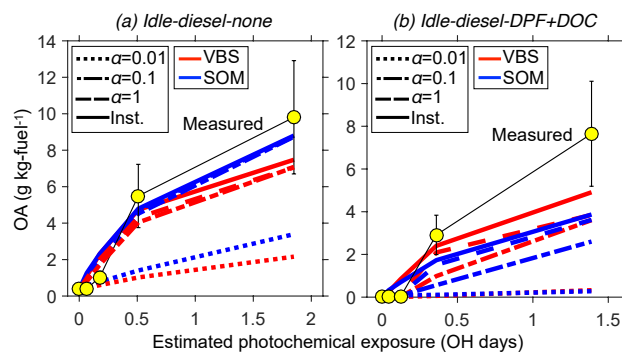 (a) Idle-diesel-none
(b) Idle-diesel-DPF+DOC
OA (g kg-fuel⁻¹)
14
12
10
8
6
4
2
0
α=0.01
α=0.1
α=1
Inst.
VBS
SOM
Measured
0
0.5
1
1.5
2
12
10
8
6
4
2
0
α=0.01
α=0.1
α=1
Inst.
VBS
SOM
Measured
0
0.5
1
1.5
Estimated photochemical exposure (OH days)